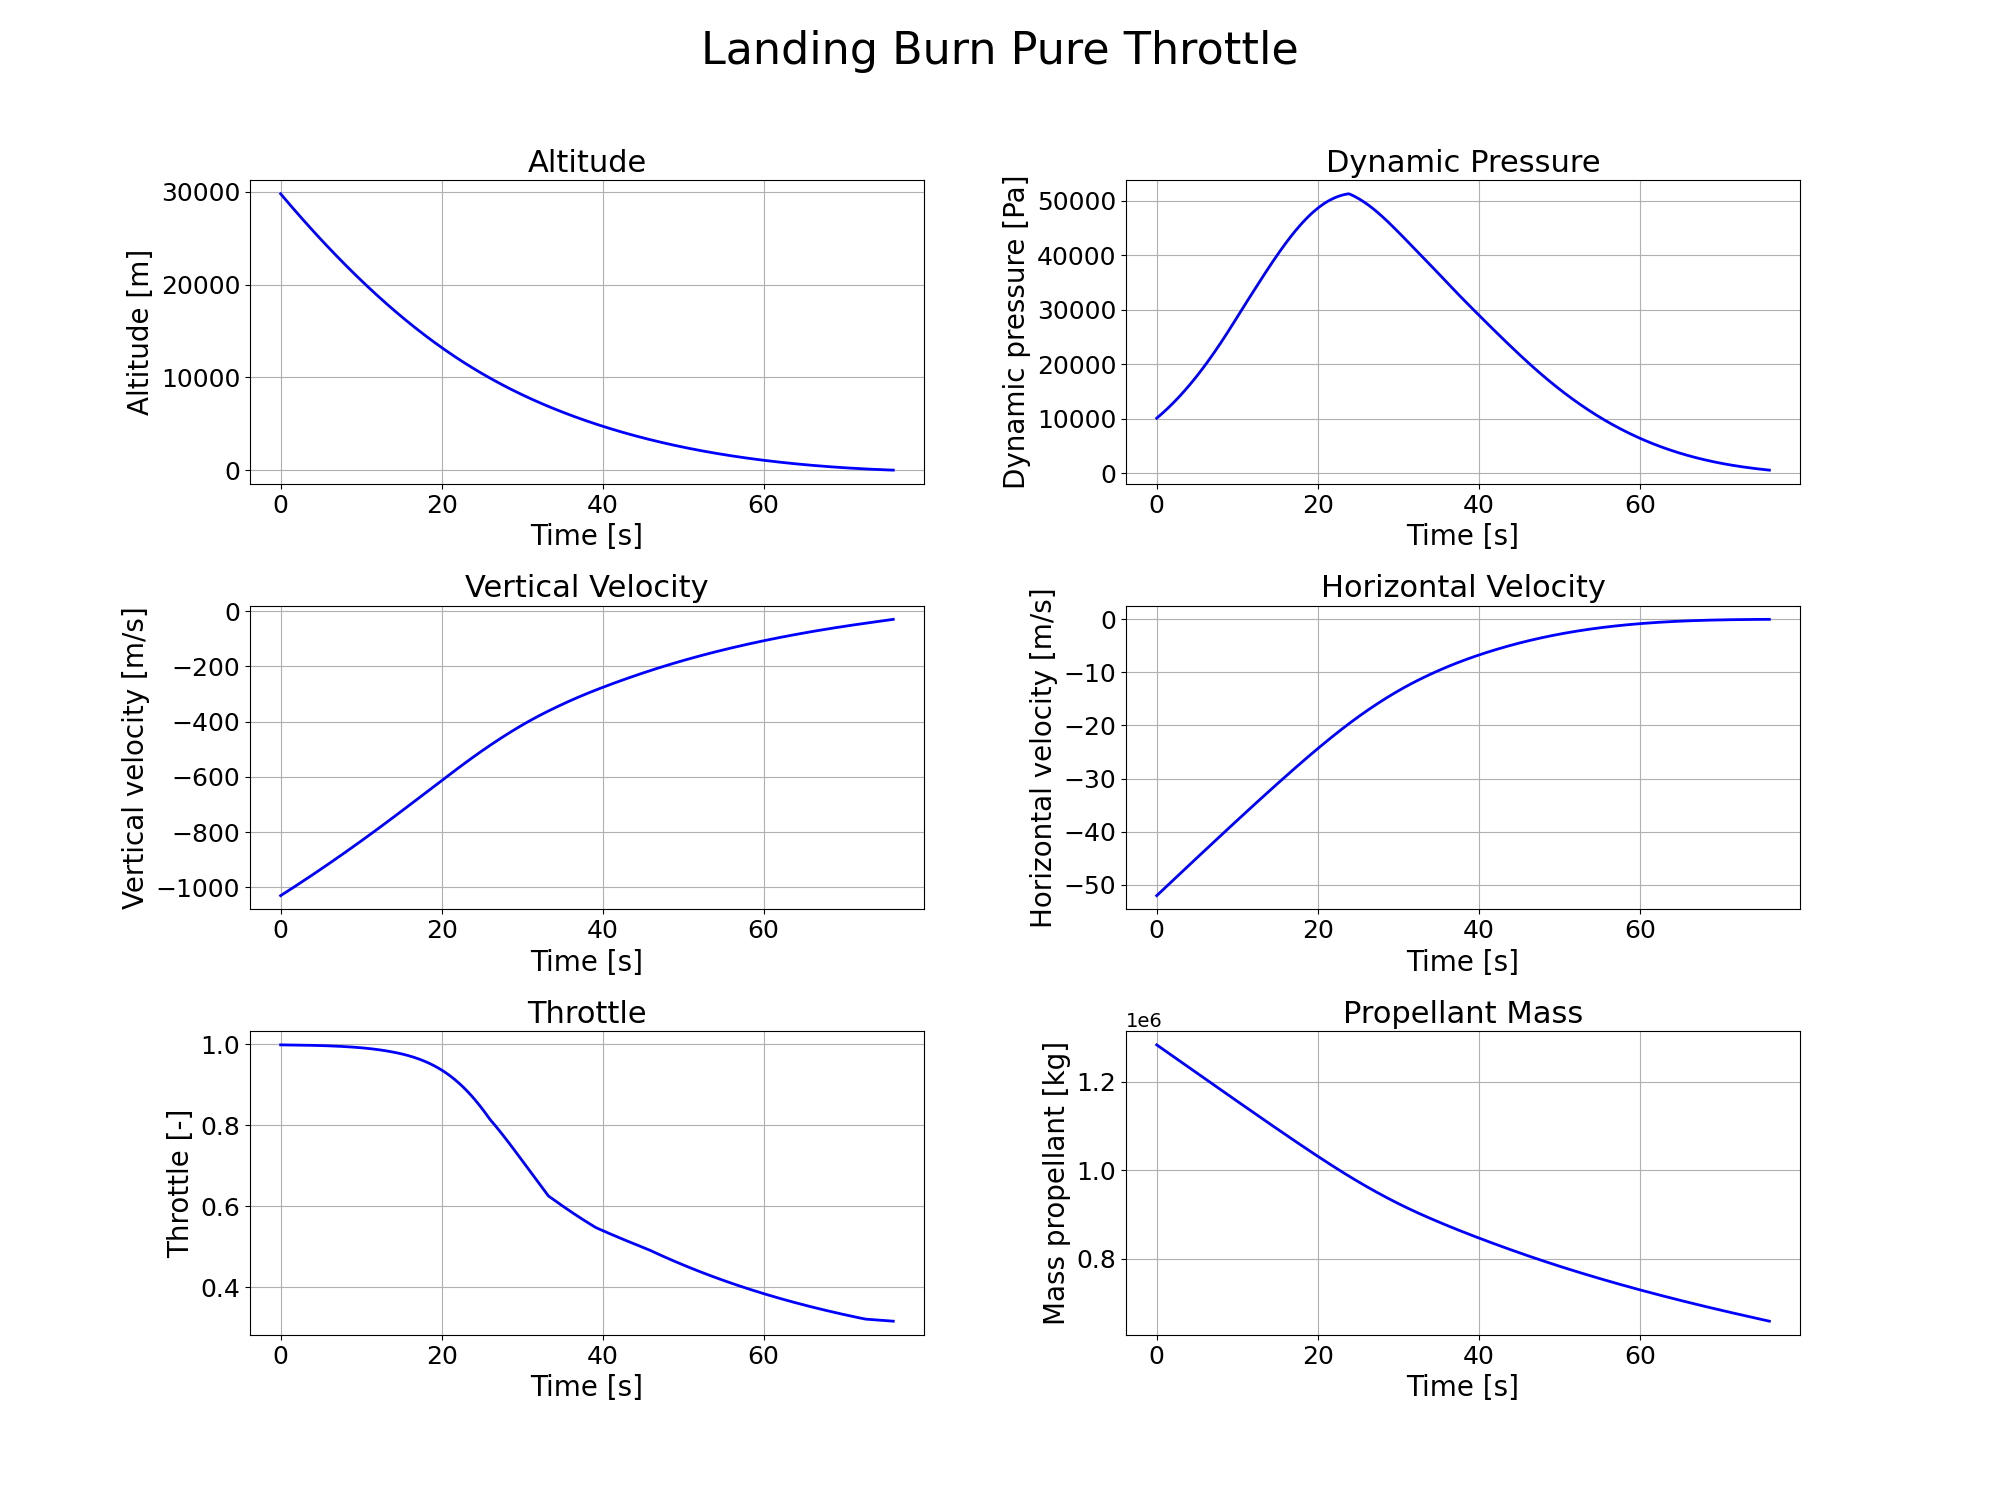 Landing Burn Pure Throttle
Altitude
Altitude [m]
30000
20000
10000
0
0 20 40 60
Time [s]
Dynamic Pressure
Dynamic pressure [Pa]
50000
40000
30000
20000
10000
0
0 20 40 60
Time [s]
Vertical Velocity
Vertical velocity [m/s]
0
−200
−400
−600
−800
−1000
0 20 40 60
Time [s]
Horizontal Velocity
Horizontal velocity [m/s]
0
−10
−20
−30
−40
−50
0 20 40 60
Time [s]
Throttle
Throttle [-]
1.0
0.8
0.6
0.4
0 20 40 60
Time [s]
Propellant Mass
1e6
Mass propellant [kg]
1.2
1.0
0.8
0 20 40 60
Time [s]